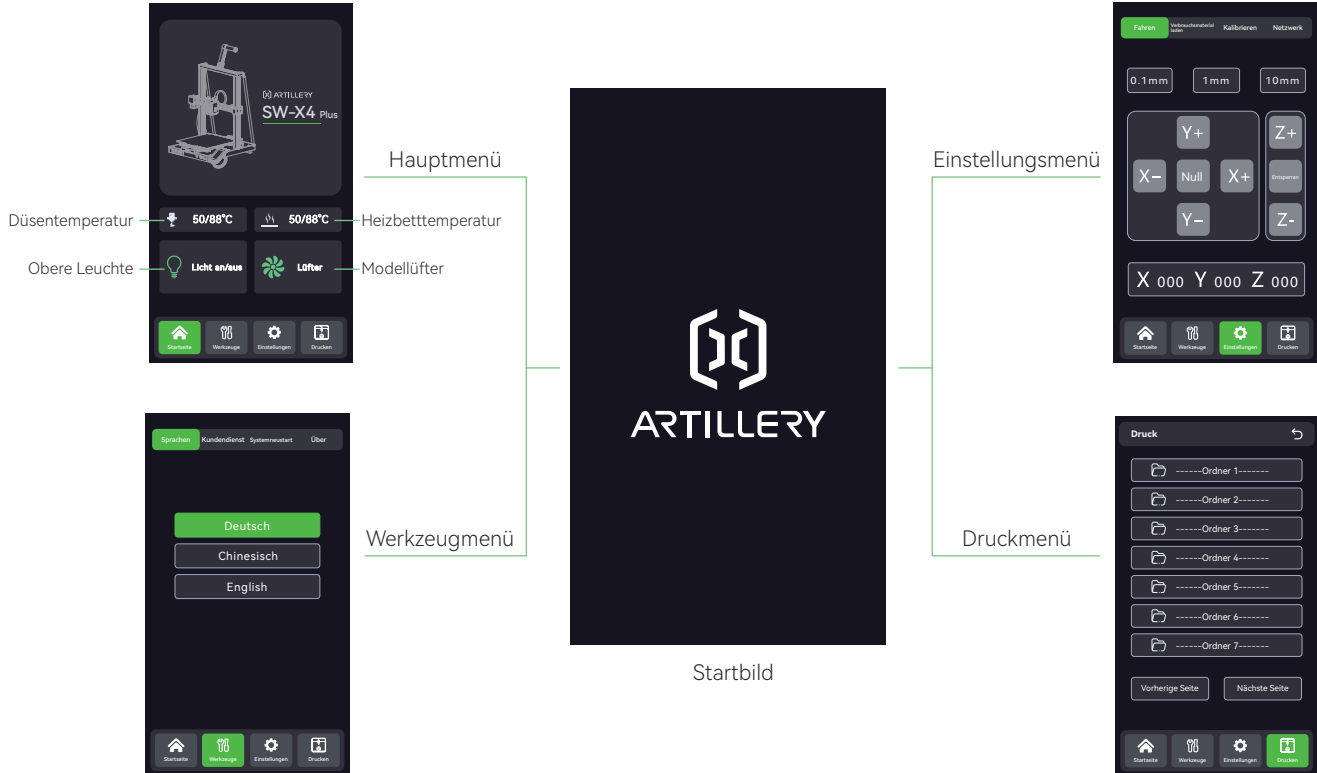 ARTILLERY
SW-X4 Plus
50/88°C
50/88°C
Licht an/aus
Lüfter
Startseite
Werkzeuge
Einstellungen
Drucken
Düsentemperatur
Obere Leuchte
Heizbetttemperatur
Modellüfter
Hauptmenü
Sprachen
Kundendienst
Systemneustart
Über
Deutsch
Chinesisch
English
Startseite
Werkzeuge
Einstellungen
Drucken
Werkzeugmenü
ARTILLERY
Startbild
Einstellungsmenü
Fahren
Verbrauchsmaterial
laden
Kalibrieren
Netzwerk
0.1mm
1mm
10mm
Y+
Z+
X-
Null
X+
Entsperren
Y-
Z-
X 000 Y 000 Z 000
Startseite
Werkzeuge
Einstellungen
Drucken
Druckmenü
Druck
------Ordner 1-------
------Ordner 2-------
------Ordner 3-------
------Ordner 4-------
------Ordner 5-------
------Ordner 6-------
------Ordner 7-------
Vorherige Seite
Nächste Seite
Startseite
Werkzeuge
Einstellungen
Drucken